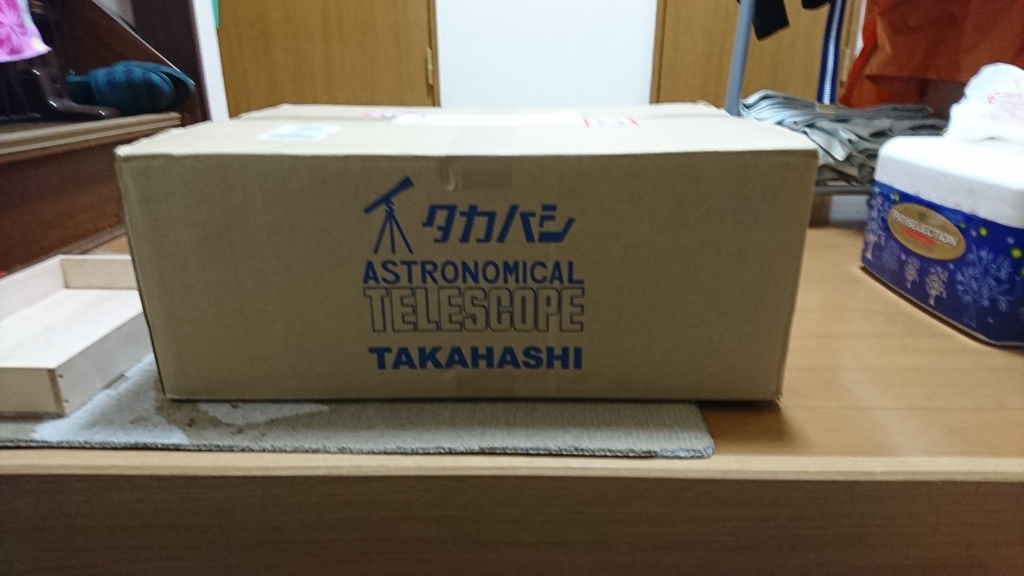 タカハシ
ASTRONOMICAL
TELESCOPE
TAKAHASHI